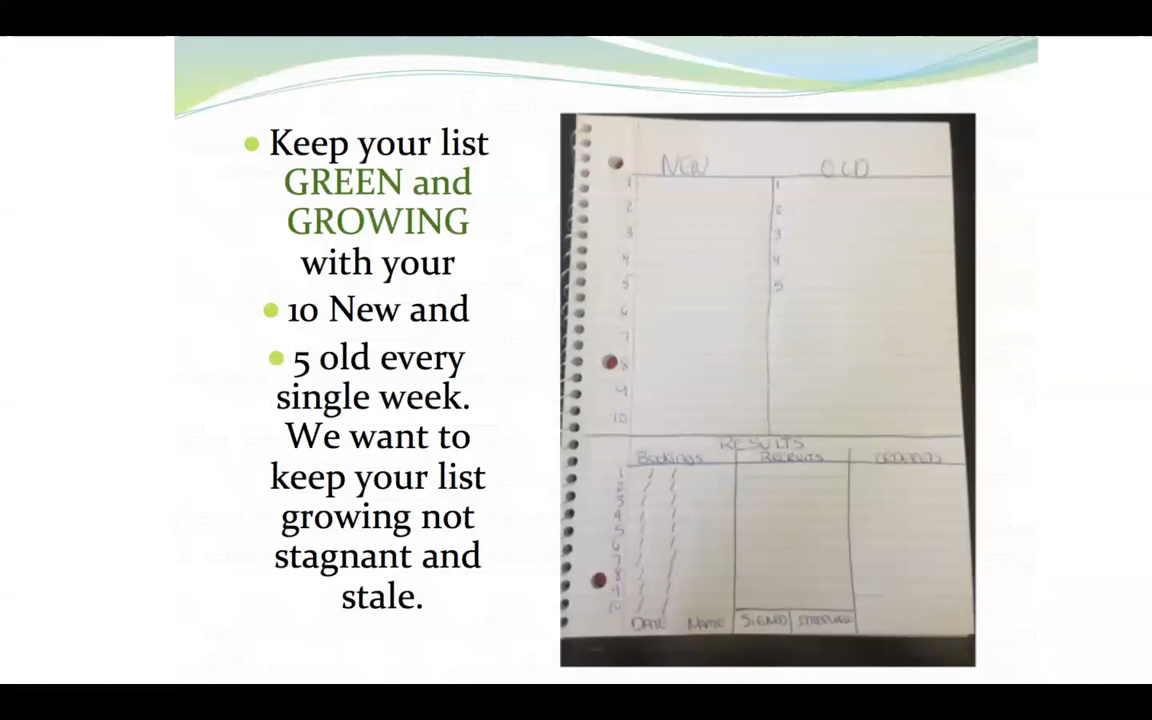 Keep your list
GREEN and
GROWING
with your
10 New and
5 old every
single week.
We want to
keep your list
growing not
stagnant and
stale.
NEW OLD
1 1
2 2
3 3
4 4
5 5
6
7
8
9
10
RESULTS
Bookings RECRUITS ORDERS
1 / /
2 / /
3 / /
4 / /
5 / /
6 / /
7 / /
8 / /
9 / /
10 / /
DATE NAME SIGNED INTERVIEW